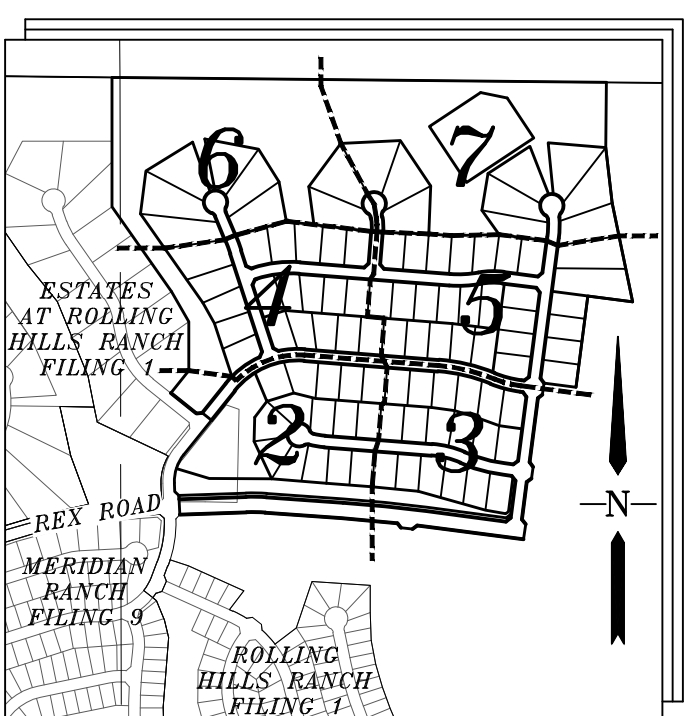 6
7
4
5
ESTATES
AT ROLLING
HILLS RANCH
FILING 1
2
3
N
REX ROAD
MERIDIAN
RANCH
FILING 9
ROLLING
HILLS RANCH
FILING 1